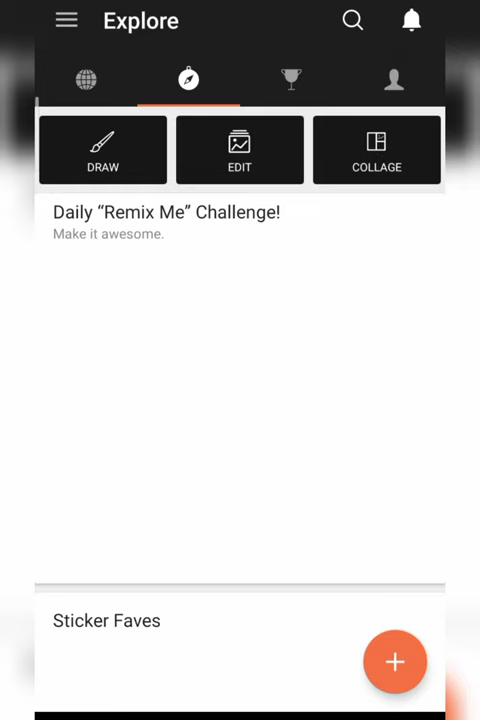 Explore
DRAW
EDIT
COLLAGE
Daily “Remix Me” Challenge!
Make it awesome.
Sticker Faves